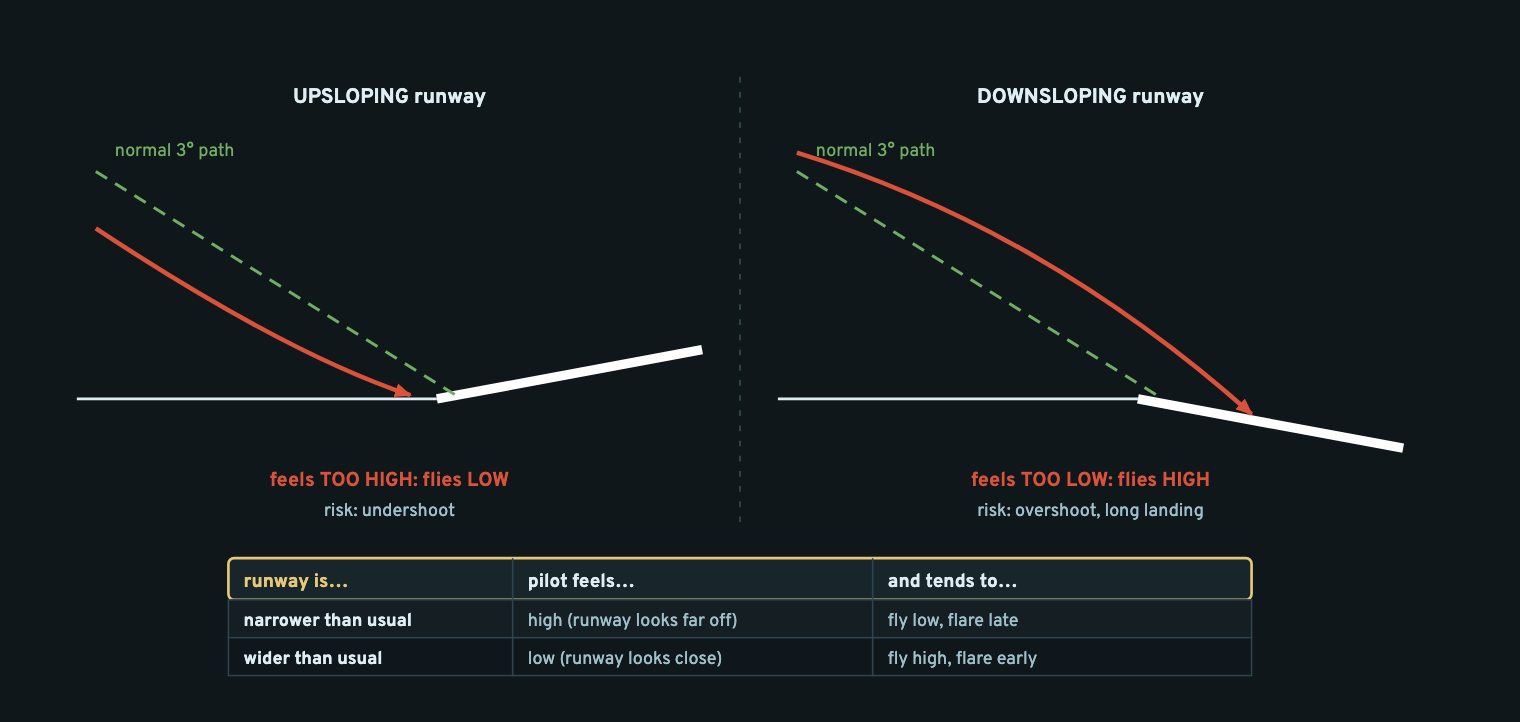 UPSLOPING runway
normal 3° path
feels TOO HIGH: flies LOW
risk: undershoot
DOWNSLOPING runway
normal 3° path
feels TOO LOW: flies HIGH
risk: overshoot, long landing
runway is… pilot feels… and tends to…
narrower than usual high (runway looks far off) fly low, flare late
wider than usual low (runway looks close) fly high, flare early